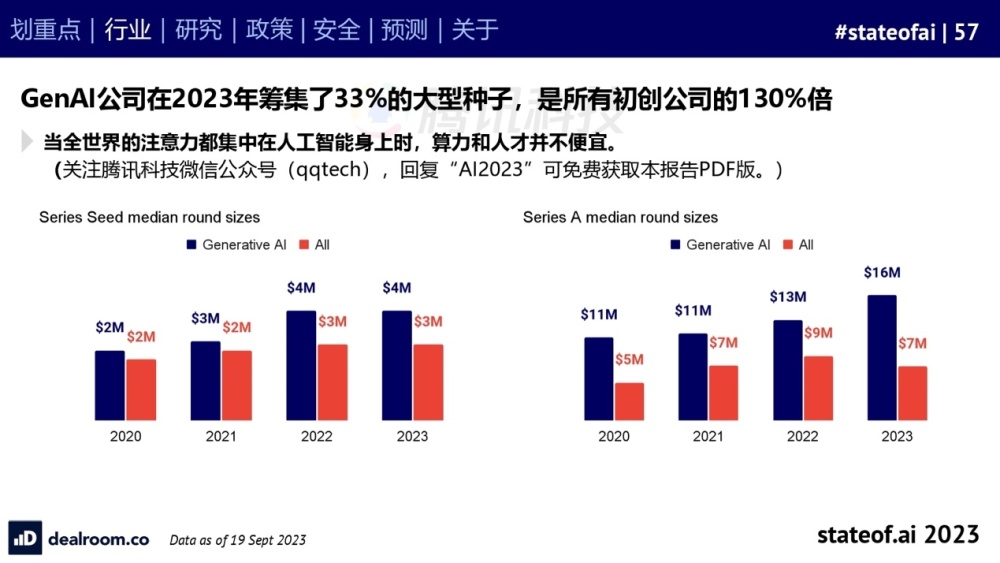 划重点 | 行业 | 研究 | 政策 | 安全 | 预测 | 关于
#stateofai | 57
GenAI公司在2023年筹集了33%的大型种子，是所有初创公司的130%倍
腾讯科技
当全世界的注意力都集中在人工智能身上时，算力和人才并不便宜。
（关注腾讯科技微信公众号（qqtech），回复“AI2023”可免费获取本报告PDF版。）
Series Seed median round sizes
Generative AI All
$2M $2M $3M $2M $4M $3M $4M $3M
2020 2021 2022 2023
Series A median round sizes
Generative AI All
$11M $5M $11M $7M $13M $9M $16M $7M
2020 2021 2022 2023
dealroom.co
Data as of 19 Sept 2023
stateof.ai 2023